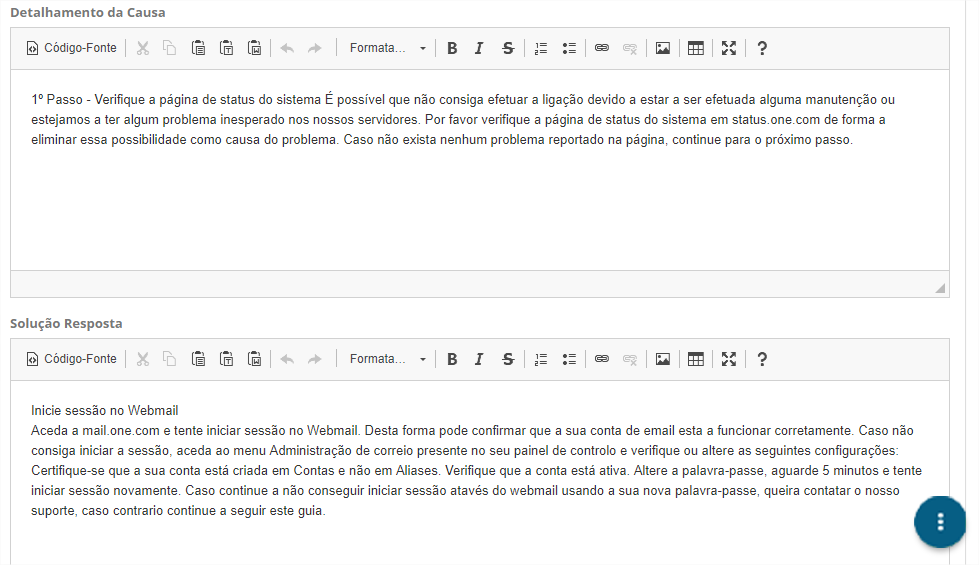 Detalhamento da Causa
Código-Fonte Formata... B I S ?
1º Passo - Verifique a página de status do sistema É possível que não consiga efetuar a ligação devido a estar a ser efetuada alguma manutenção ou
estejamos a ter algum problema inesperado nos nossos servidores. Por favor verifique a página de status do sistema em status.one.com de forma a
eliminar essa possibilidade como causa do problema. Caso não exista nenhum problema reportado na página, continue para o próximo passo.
Solução Resposta
Código-Fonte Formata... B I S ?
Inicie sessão no Webmail
Aceda a mail.one.com e tente iniciar sessão no Webmail. Desta forma pode confirmar que a sua conta de email esta a funcionar corretamente. Caso não
consiga iniciar a sessão, aceda ao menu Administração de correio presente no seu painel de controlo e verifique ou altere as seguintes configurações:
Certifique-se que a sua conta está criada em Contas e não em Aliases. Verifique que a conta está ativa. Altere a palavra-passe, aguarde 5 minutos e tente
iniciar sessão novamente. Caso continue a não conseguir iniciar sessão atavés do webmail usando a sua nova palavra-passe, queira contatar o nosso
suporte, caso contrario continue a seguir este guia.